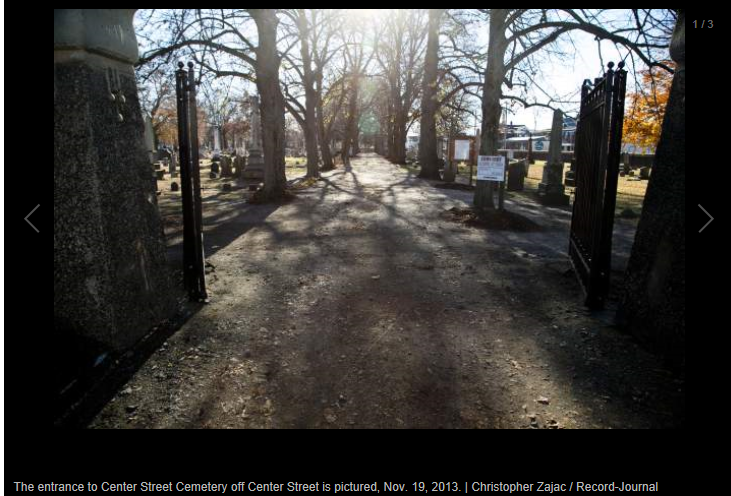 1 / 3
The entrance to Center Street Cemetery off Center Street is pictured, Nov. 19, 2013. | Christopher Zajac / Record-Journal